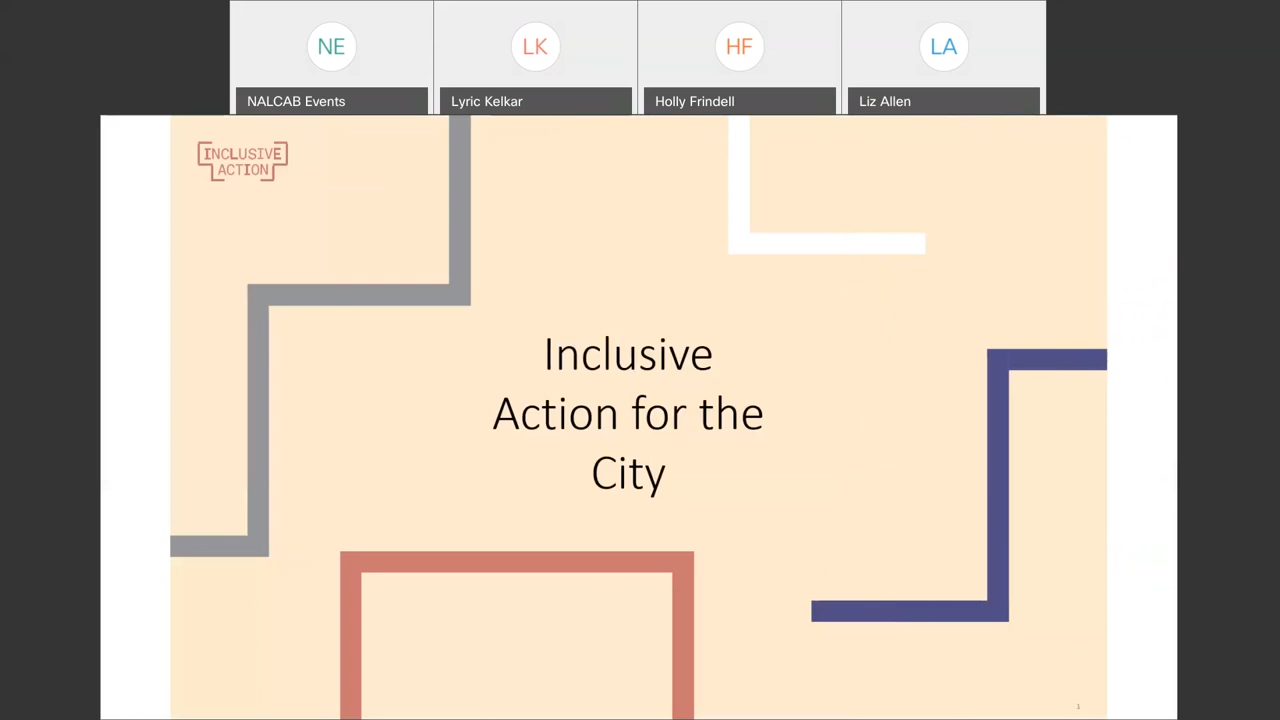 NE
LK
HF
LA
NALCAB Events
Lyric Kelkar
Holly Frindell
Liz Allen
INCLUSIVE
ACTION
Inclusive
Action for the
City
1